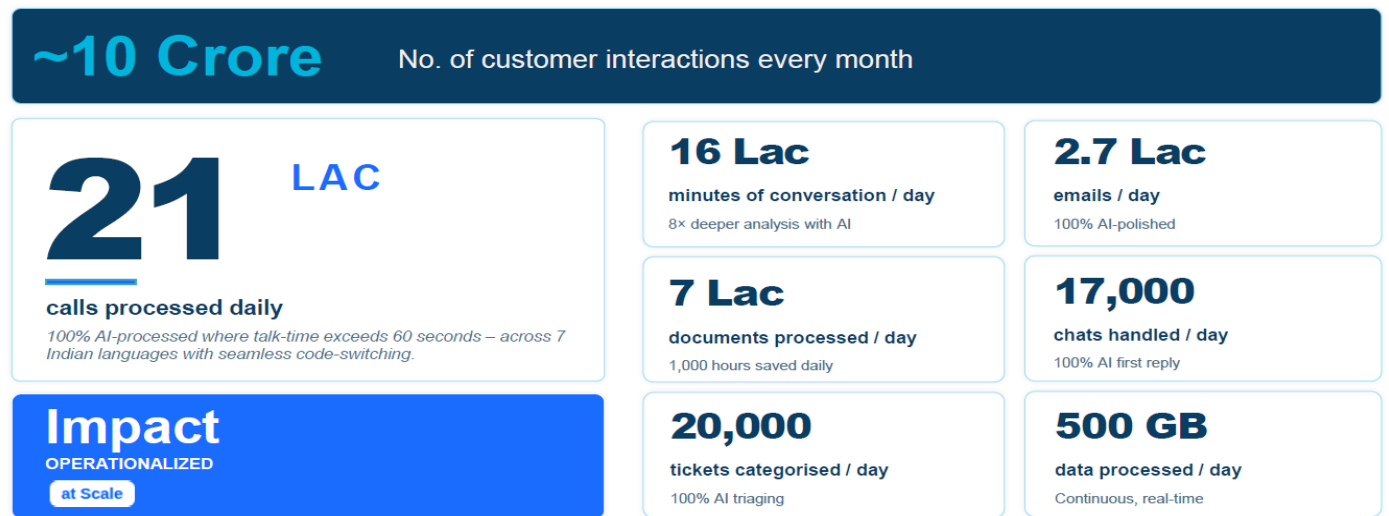 ~10 Crore
No. of customer interactions every month
21
LAC
calls processed daily
100% AI-processed where talk-time exceeds 60 seconds – across 7
Indian languages with seamless code-switching.
Impact
OPERATIONALIZED
at Scale
16 Lac
minutes of conversation / day
8× deeper analysis with AI
2.7 Lac
emails / day
100% AI-polished
7 Lac
documents processed / day
1,000 hours saved daily
17,000
chats handled / day
100% AI first reply
20,000
tickets categorised / day
100% AI triaging
500 GB
data processed / day
Continuous, real-time